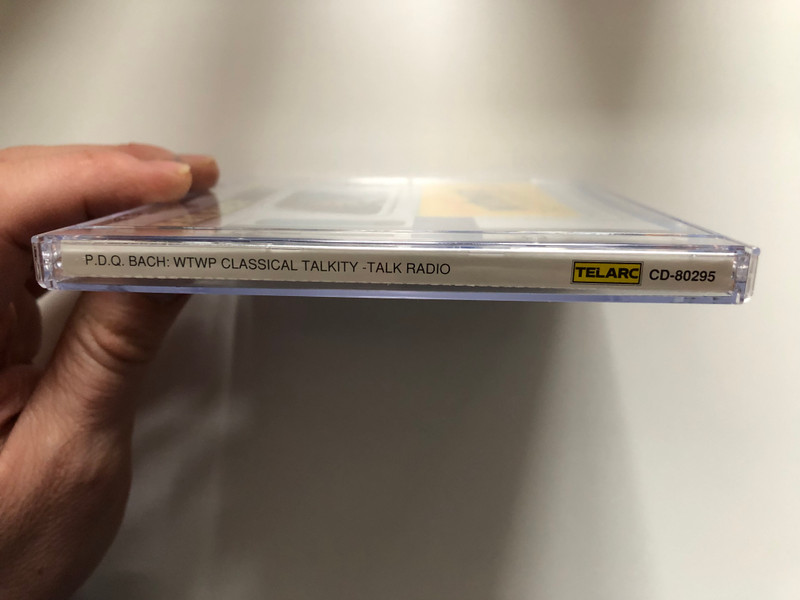 P.D.Q. BACH: WTWP CLASSICAL TALKITY -TALK RADIO TELARC CD-80295